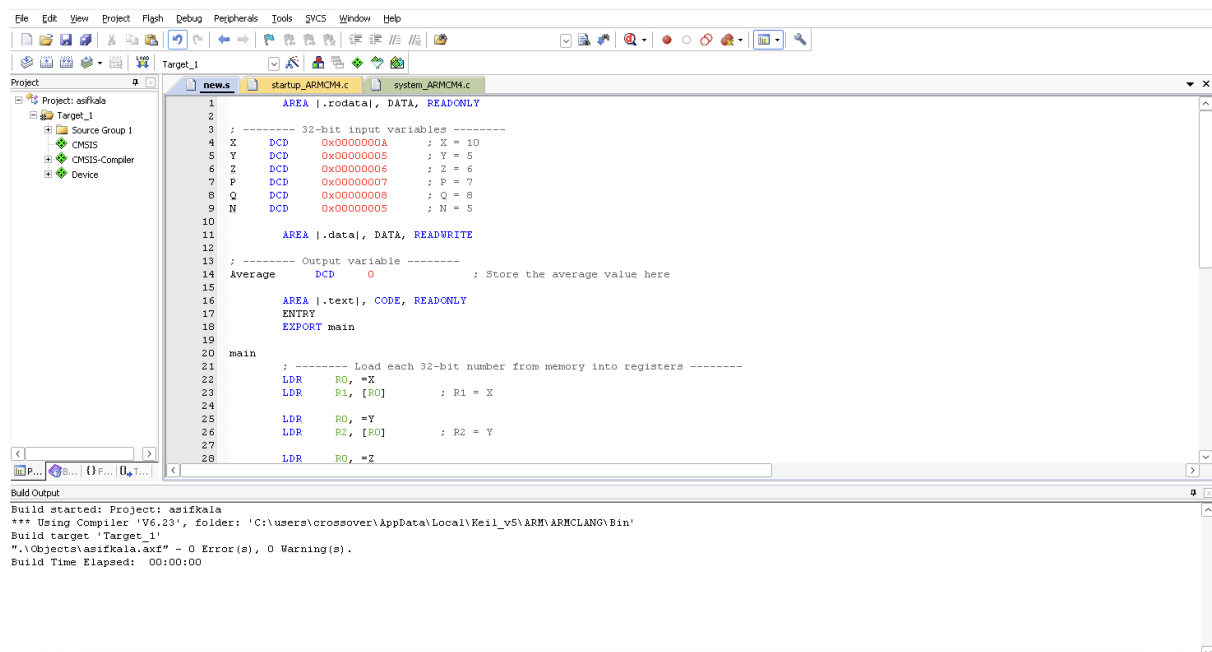 File Edit View Project Flash Debug Peripherals Tools SVCS Window Help
LOAD Target_1
Project
new.s startup_ARMCM4.c system_ARMCM4.c
Project: asifkala
Target_1
Source Group 1
CMSIS
CMSIS-Compiler
Device
P... B... {} F... 0 T...
1 AREA |.rodata|, DATA, READONLY
2
3 ; -------- 32-bit input variables --------
4 X DCD 0x0000000A ; X = 10
5 Y DCD 0x00000005 ; Y = 5
6 Z DCD 0x00000006 ; Z = 6
7 P DCD 0x00000007 ; P = 7
8 Q DCD 0x00000008 ; Q = 8
9 N DCD 0x00000005 ; N = 5
10
11 AREA |.data|, DATA, READWRITE
12
13 ; -------- Output variable --------
14 Average DCD 0 ; Store the average value here
15
16 AREA |.text|, CODE, READONLY
17 ENTRY
18 EXPORT main
19
20 main
21 ; -------- Load each 32-bit number from memory into registers --------
22 LDR R0, =X
23 LDR R1, [R0] ; R1 = X
24
25 LDR R0, =Y
26 LDR R2, [R0] ; R2 = Y
27
28 LDR R0, =Z
Build Output
Build started: Project: asifkala
*** Using Compiler 'V6.23', folder: 'C:\users\crossover\AppData\Local\Keil_v5\ARM\ARMCLANG\Bin'
Build target 'Target_1'
".\Objects\asifkala.axf" - 0 Error(s), 0 Warning(s).
Build Time Elapsed: 00:00:00